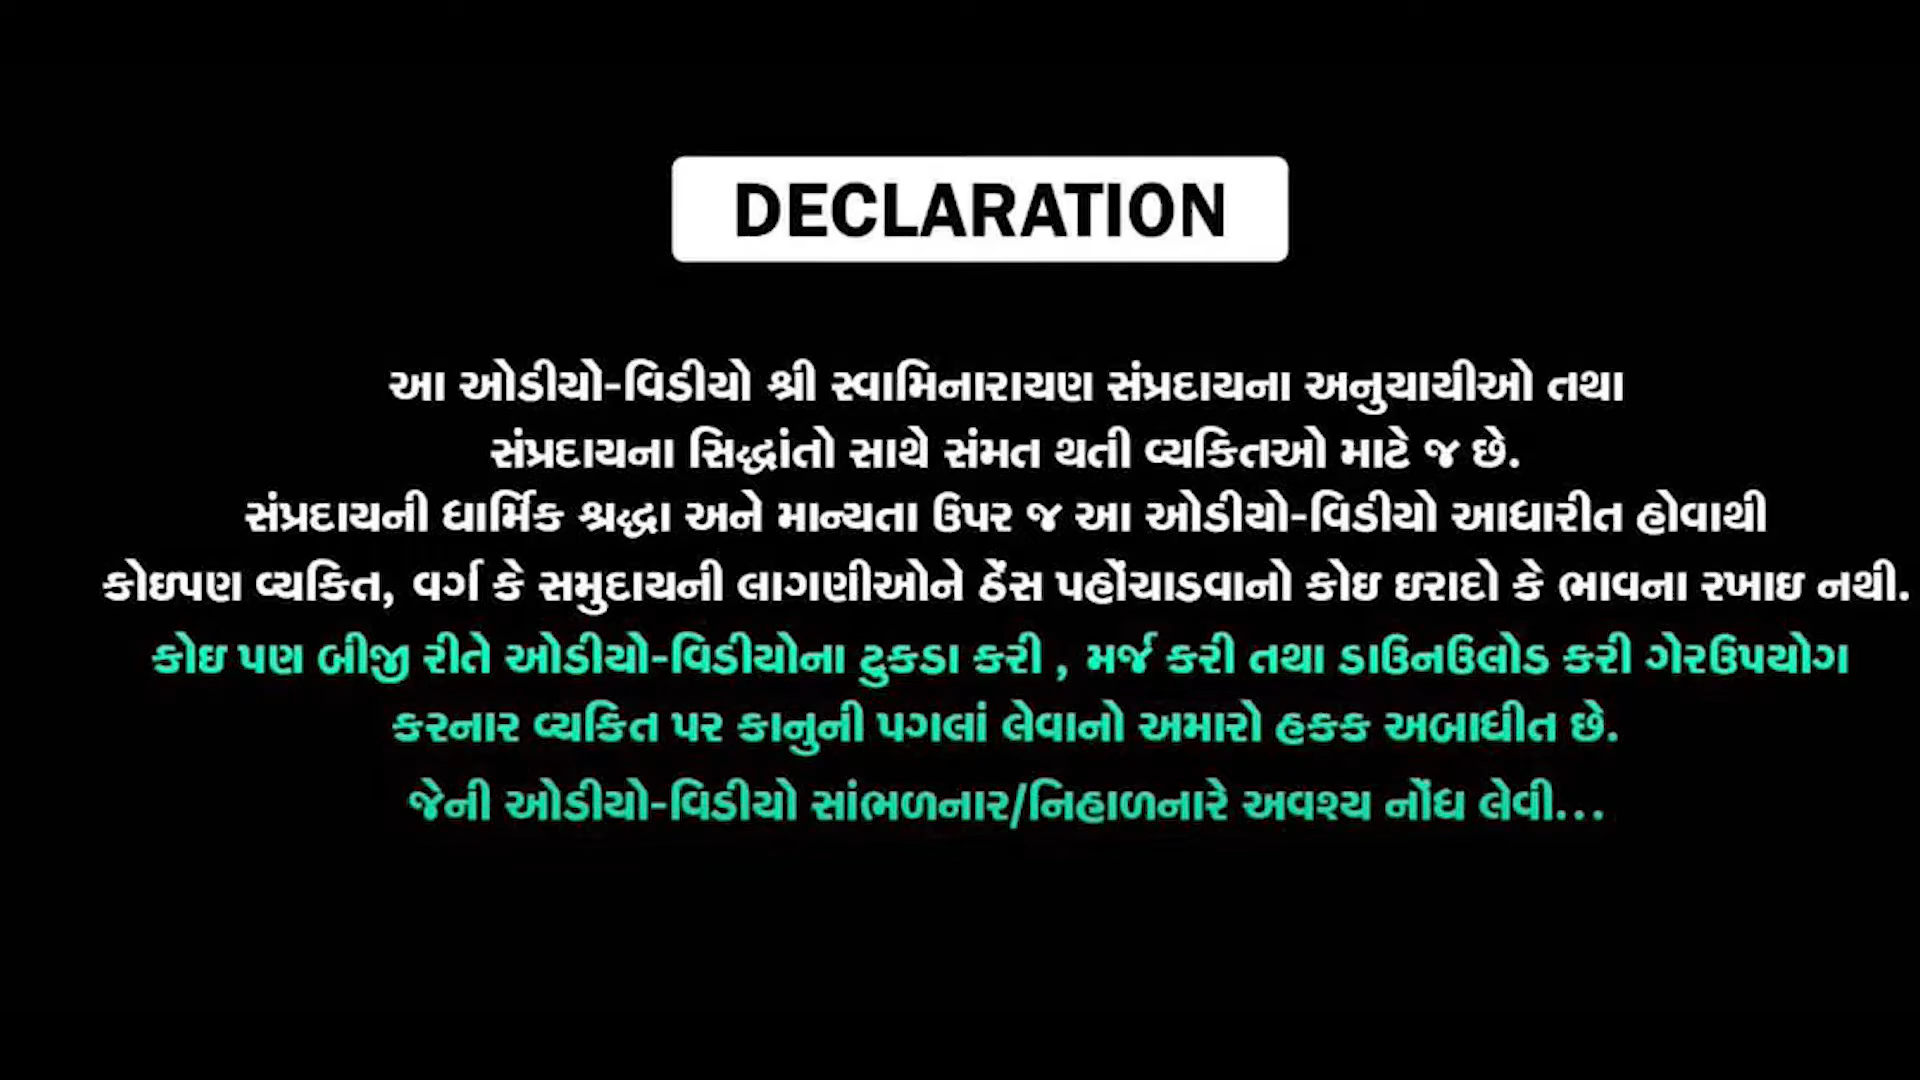 DECLARATION
આ ઓડીયો-વિડીયો શ્રી સ્વામિનારાયણ સંપ્રદાયના અનુયાયીઓ તથા
સંપ્રદાયના સિદ્ધાંતો સાથે સંમત થતી વ્યકિતઓ માટે જ છે.
સંપ્રદાયની ધાર્મિક શ્રદ્ધા અને માન્યતા ઉપર જ આ ઓડીયો-વિડીયો આધારીત હોવાથી
કોઇપણ વ્યકિત, વર્ગ કે સમુદાયની લાગણીઓને ઠેંસ પહોંચાડવાનો કોઇ ઇરાદો કે ભાવના રખાઇ નથી.
કોઇ પણ બીજી રીતે ઓડીયો-વિડીયોના ટુકડા કરી , મર્જ કરી તથા ડાઉનઉલોડ કરી ગેરઉપયોગ
કરનાર વ્યકિત પર કાનુની પગલાં લેવાનો અમારો હકક અબાધીત છે.
જેની ઓડીયો-વિડીયો સાંભળનાર/નિહાળનારે અવશ્ય નોંધ લેવી...